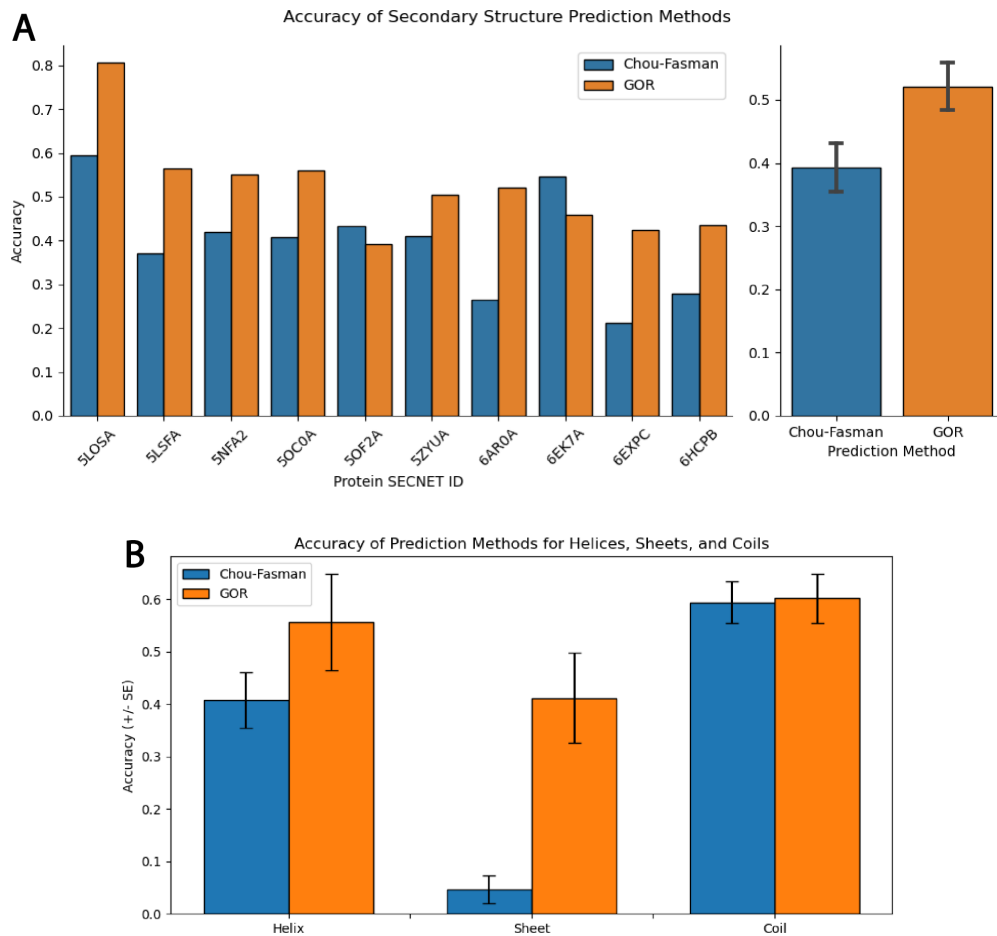 A
Accuracy of Secondary Structure Prediction Methods
Chou-Fasman
GOR
Accuracy
0.8
0.7
0.6
0.5
0.4
0.3
0.2
0.1
0.0
5LOSA
5LSFA
5NFA2
5OC0A
5OF2A
5ZYUA
6AR0A
6EK7A
6EXPC
6HCPB
Protein SECNET ID
0.5
0.4
0.3
0.2
0.1
0.0
Chou-Fasman
GOR
Prediction Method
B
Accuracy of Prediction Methods for Helices, Sheets, and Coils
Chou-Fasman
GOR
Accuracy (+/- SE)
0.6
0.5
0.4
0.3
0.2
0.1
0.0
Helix
Sheet
Coil